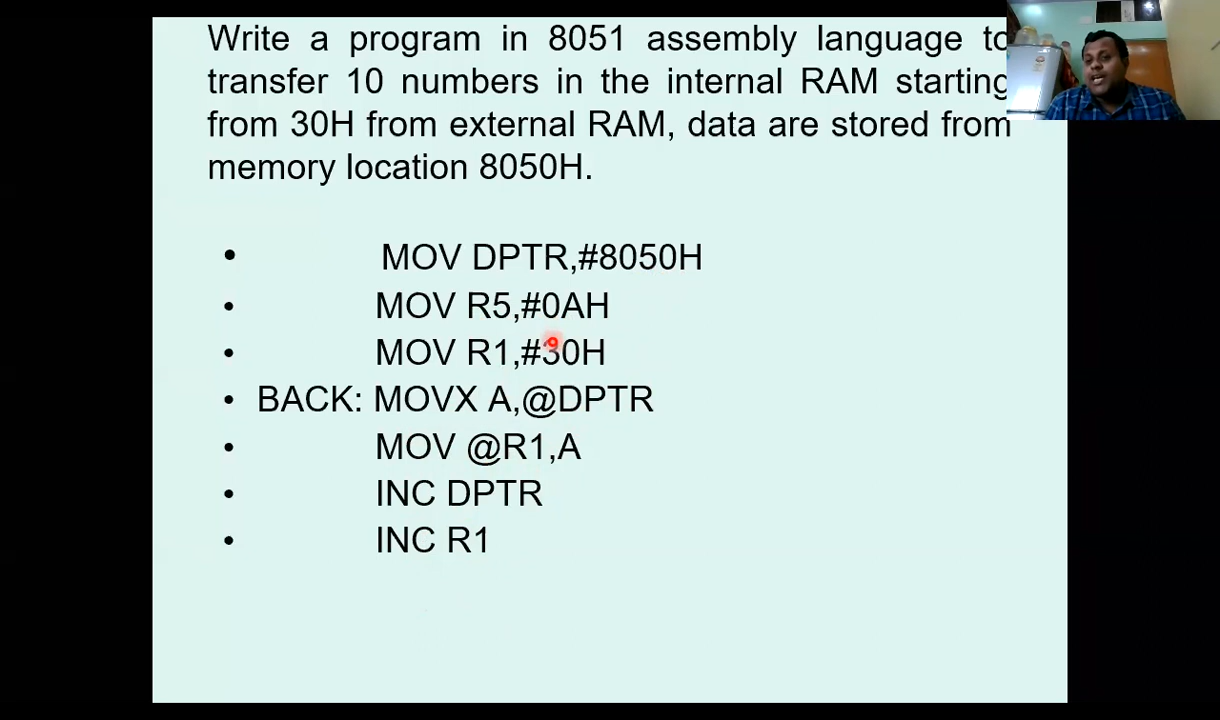 Write a program in 8051 assembly language to
transfer 10 numbers in the internal RAM starting
from 30H from external RAM, data are stored from
memory location 8050H.
• MOV DPTR,#8050H
• MOV R5,#0AH
• MOV R1,#30H
• BACK: MOVX A,@DPTR
• MOV @R1,A
• INC DPTR
• INC R1